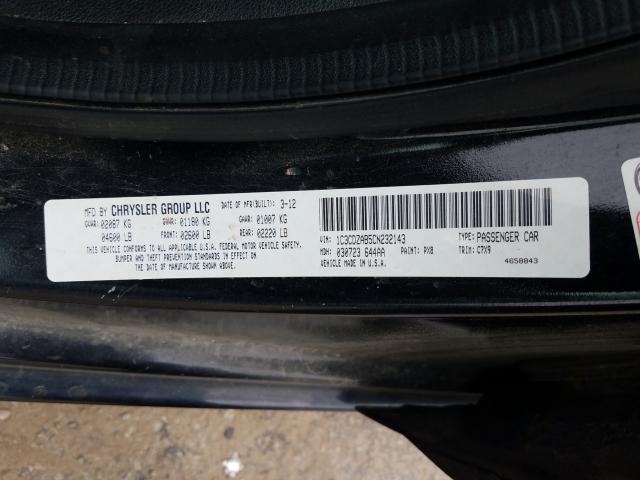 MFD BY CHRYSLER GROUP LLC DATE OF MFR(BUILT): 3-12
GVWR: 02087 KG GAWR: 01180 KG GAWR: 01007 KG
04600 LB FRONT: 02600 LB REAR: 02220 LB
THIS VEHICLE CONFORMS TO ALL APPLICABLE U.S.A. FEDERAL MOTOR VEHICLE SAFETY,
BUMPER AND THEFT PREVENTION STANDARDS IN EFFECT ON
THE DATE OF MANUFACTURE SHOWN ABOVE.
VIN: 1C3CDZAB5CN232143 TYPE: PASSENGER CAR
MDH: 030723 644AA PAINT: PX8 TRIM: C7X9
VEHICLE MADE IN U.S.A.
4658843